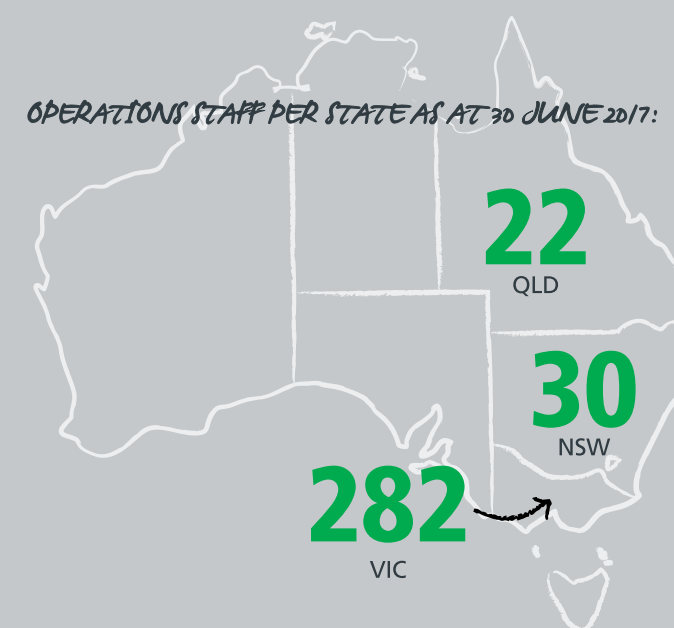 OPERATIONS STAFF PER STATE AS AT 30 JUNE 2017:
22
QLD
30
NSW
282
VIC